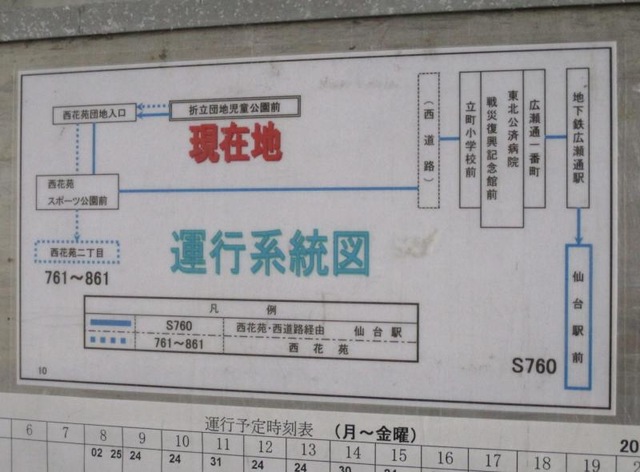 西花苑団地入口
折立団地児童公園前
現在地
西花苑
スポーツ公園前
西花苑二丁目
761～861
(西道路)
立町小学校前
戦災復興記念館前
東北公済病院
広瀬通一番町
地下鉄広瀬通駅
仙台駅前
S760
運行系統図
凡 例
S760 西花苑・西道路経由 仙台駅
761～861 西花苑
10
運行予定時刻表 (月～金曜)
20
6 7 8 9 10 11 12 13 14 15 16 17 18 19
02 25 24 24 31 24 24 30